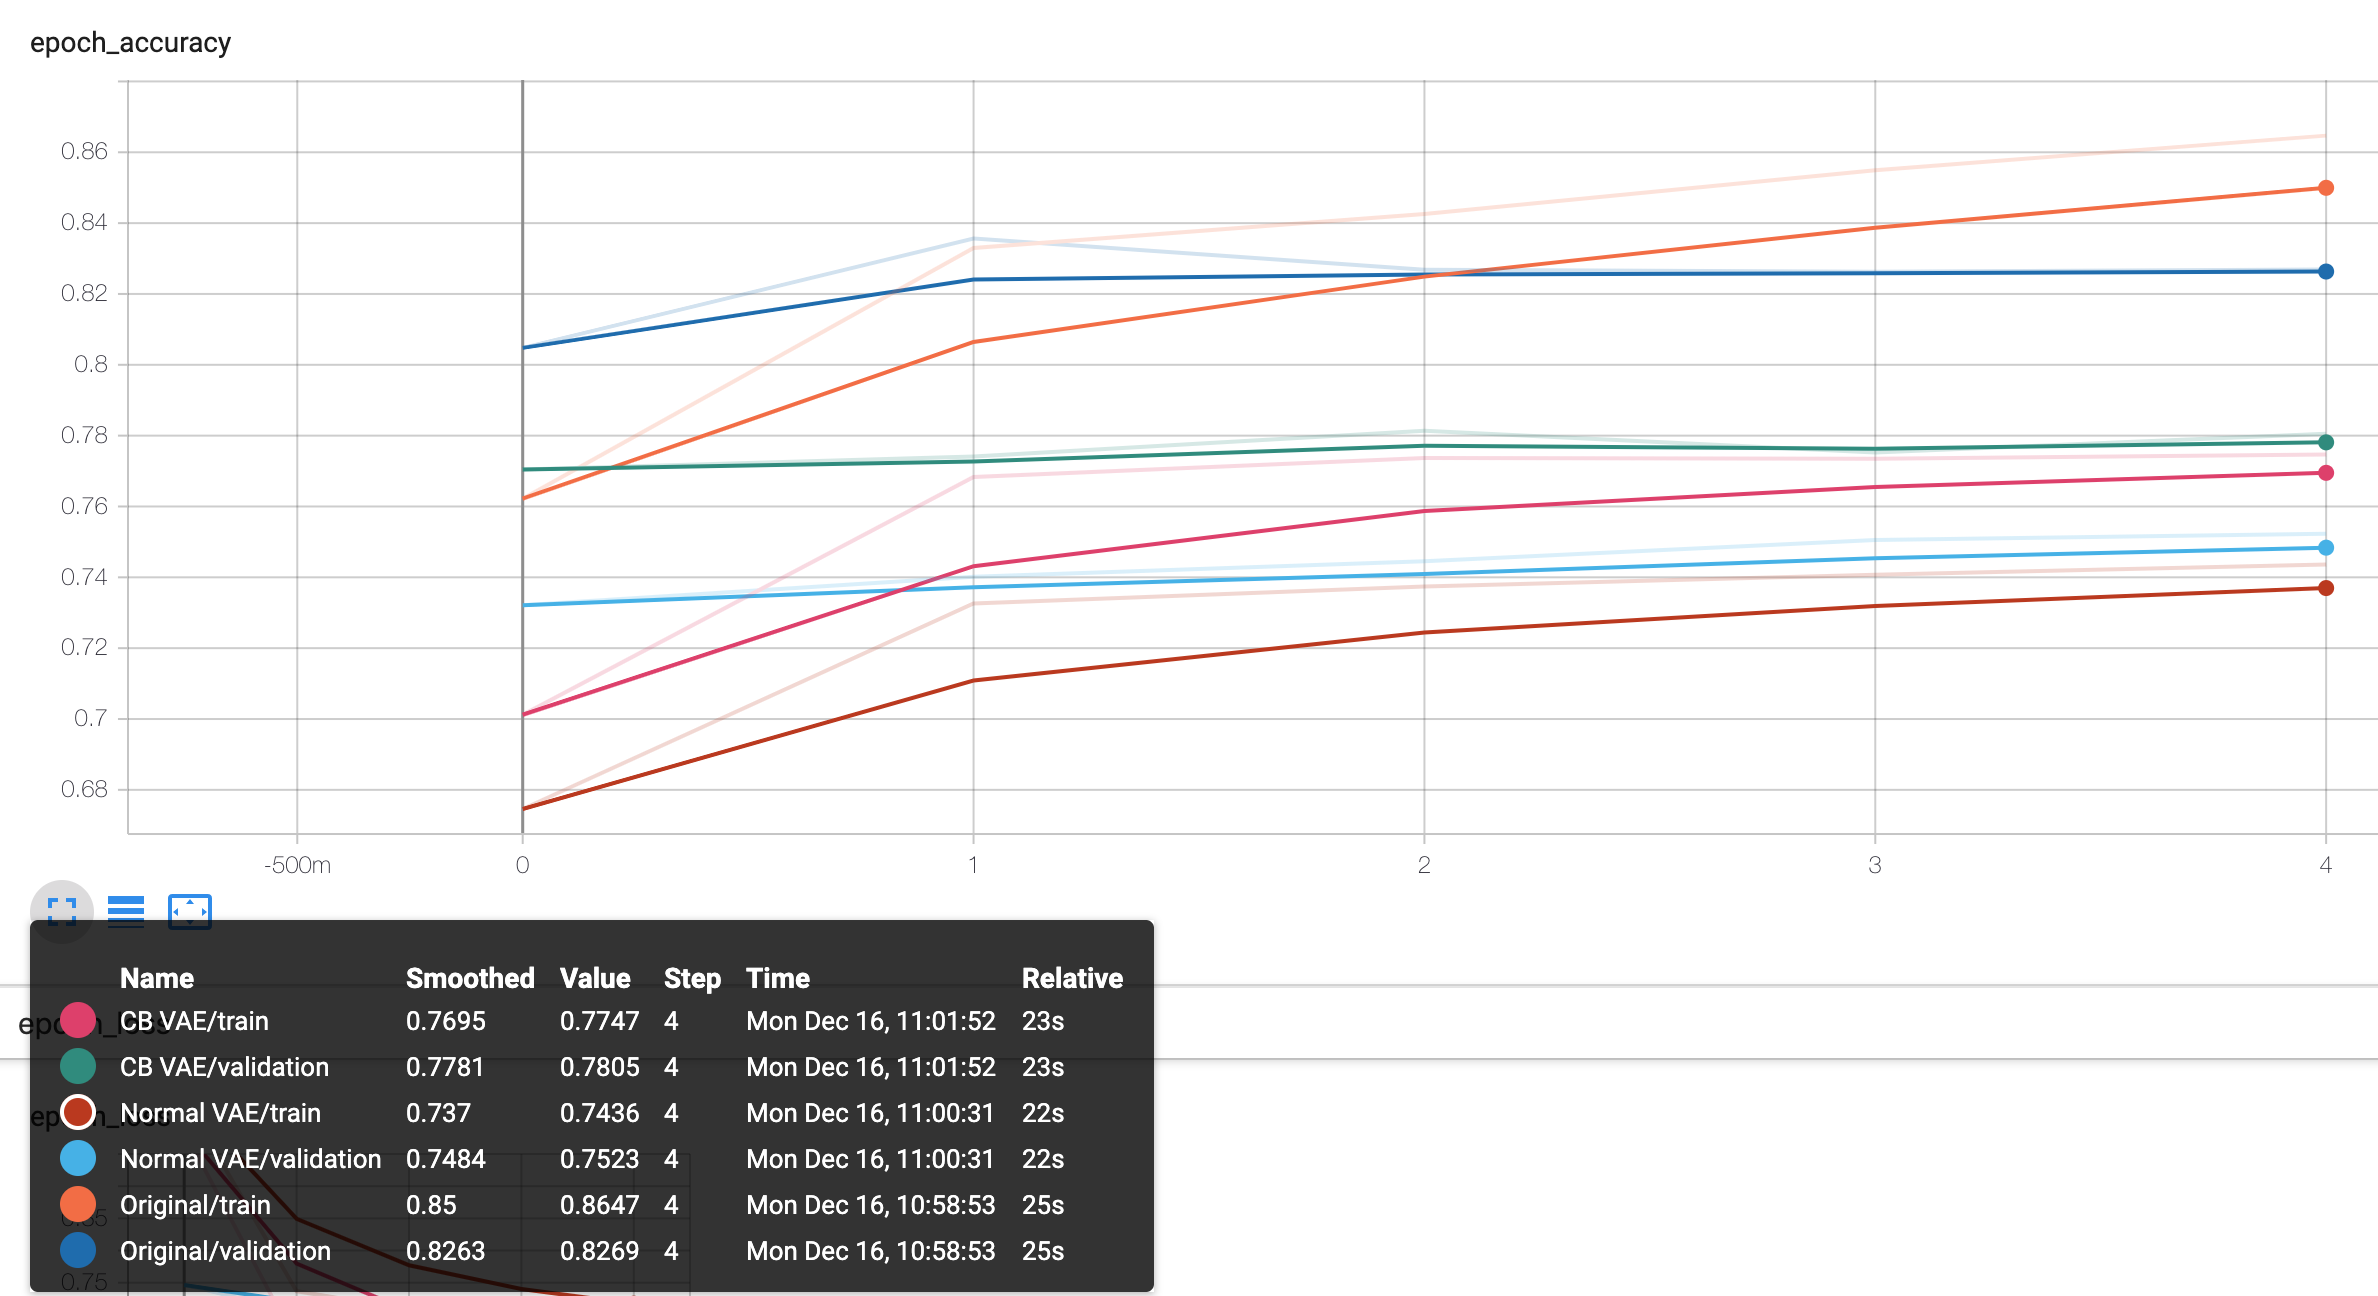 epoch_accuracy
0.86
0.84
0.82
0.8
0.78
0.76
0.74
0.72
0.7
0.68
-500m 0 1 2 3 4
Name Smoothed Value Step Time Relative
CB VAE/train 0.7695 0.7747 4 Mon Dec 16, 11:01:52 23s
CB VAE/validation 0.7781 0.7805 4 Mon Dec 16, 11:01:52 23s
Normal VAE/train 0.737 0.7436 4 Mon Dec 16, 11:00:31 22s
Normal VAE/validation 0.7484 0.7523 4 Mon Dec 16, 11:00:31 22s
Original/train 0.85 0.8647 4 Mon Dec 16, 10:58:53 25s
Original/validation 0.8263 0.8269 4 Mon Dec 16, 10:58:53 25s
epoch_loss
epoch_loss
0.85
0.75